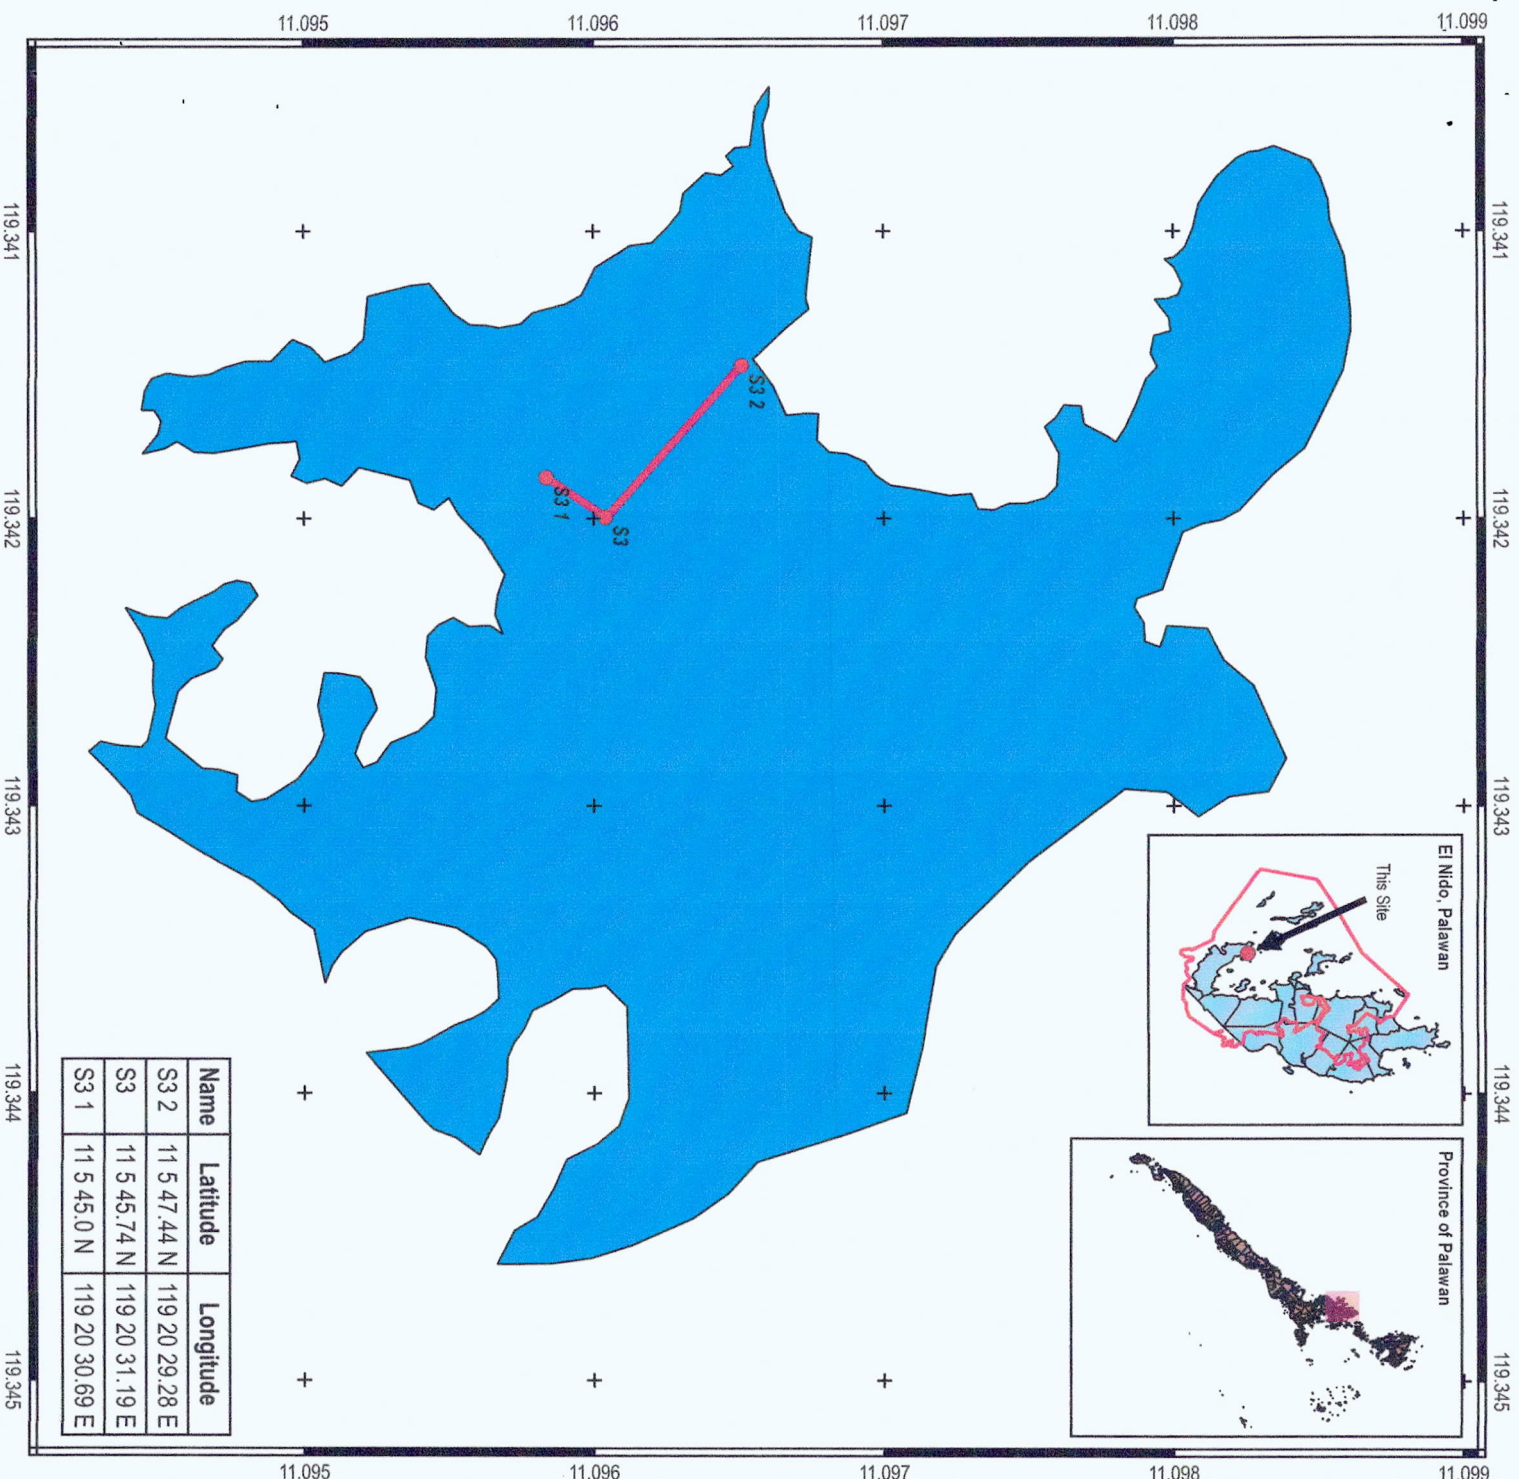 11.095 11.096 11.097 11.098 11.099
119.341 119.341
119.342 119.342
119.343 119.343
119.344 119.344
119.345 119.345
S3 2
S3 1
S3
El Nido, Palawan
This Site
Province of Palawan
Name Latitude Longitude
S3 2 11 5 47.44 N 119 20 29.28 E
S3 11 5 45.74 N 119 20 31.19 E
S3 1 11 5 45.0 N 119 20 30.69 E
11.095 11.096 11.097 11.098 11.099